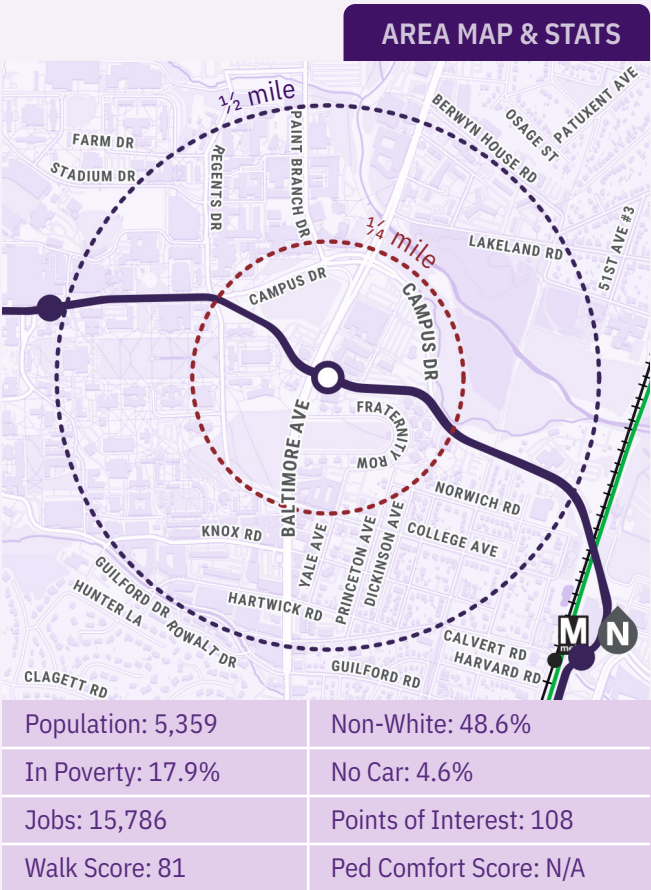 AREA MAP & STATS
½ mile
BERWYN HOUSE RD
OSAGE ST
PATUXENT AVE
FARM DR
STADIUM DR
REGENTS DR
PAINT BRANCH DR
¼ mile
LAKELAND RD
51ST AVE #3
CAMPUS DR
CAMPUS DR
BALTIMORE AVE
FRATERNITY
ROW
NORWICH RD
COLLEGE AVE
KNOX RD
YALE AVE
PRINCETON AVE
DICKINSON AVE
GUILFORD DR
HUNTER LA
ROWALT DR
HARTWICK RD
CALVERT RD
HARVARD RD
GUILFORD RD
CLAGETT RD
M
N
Population: 5,359
Non-White: 48.6%
In Poverty: 17.9%
No Car: 4.6%
Jobs: 15,786
Points of Interest: 108
Walk Score: 81
Ped Comfort Score: N/A